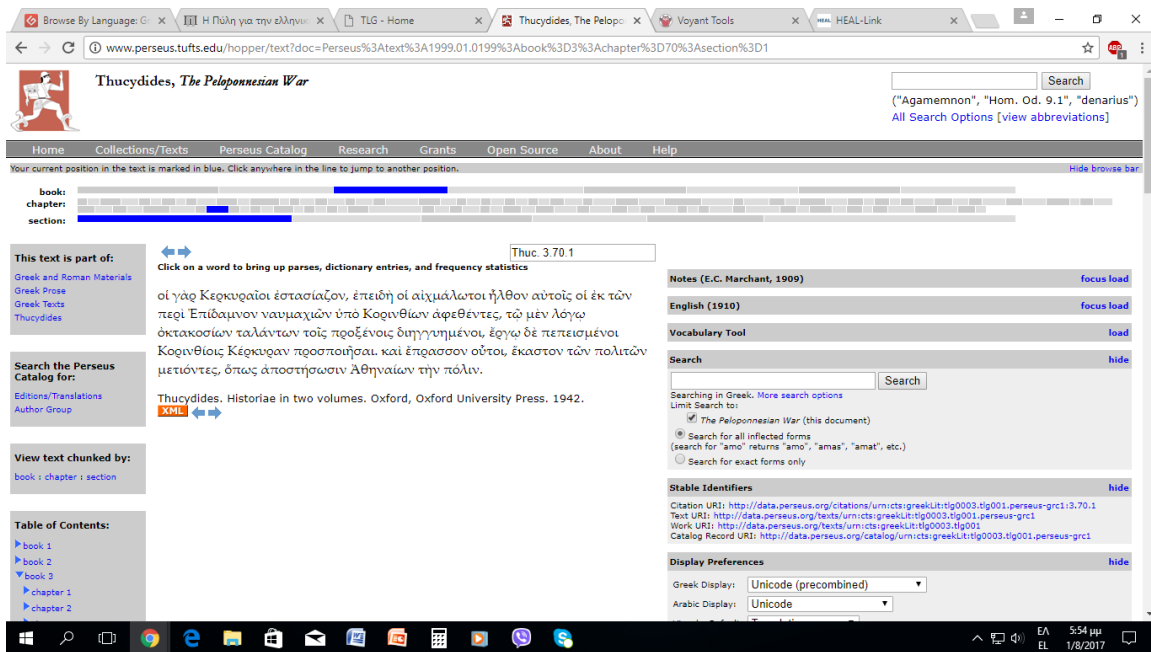 Browse By Language: Gr
Η Πύλη για την ελληνικ
TLG - Home
Thucydides, The Pelopon
Voyant Tools
HEAL-Link
www.perseus.tufts.edu/hopper/text?doc=Perseus%3Atext%3A1999.01.0199%3Abook%3D3%3Achapter%3D70%3Asection%3D1
Thucydides, The Peloponnesian War
Search
("Agamemnon", "Hom. Od. 9.1", "denarius")
All Search Options [view abbreviations]
Home Collections/Texts Perseus Catalog Research Grants Open Source About Help
Your current position in the text is marked in blue. Click anywhere in the line to jump to another position.
Hide browse bar
book:
chapter:
section:
This text is part of:
Greek and Roman Materials
Greek Prose
Greek Texts
Thucydides
Search the Perseus
Catalog for:
Editions/Translations
Author Group
View text chunked by:
book : chapter : section
Table of Contents:
book 1
book 2
book 3
chapter 1
chapter 2
Thuc. 3.70.1
Click on a word to bring up parses, dictionary entries, and frequency statistics
οἱ γὰρ Κερκυραῖοι ἐστασίαζον, ἐπειδὴ οἱ αἰχμάλωτοι ἦλθον αὐτοῖς οἱ ἐκ τῶν
περὶ Ἐπίδαμνον ναυμαχιῶν ὑπὸ Κορινθίων ἀφεθέντες, τῷ μὲν λόγῳ
ὀκτακοσίων ταλάντων τοῖς προξένοις διηγγυημένοι, ἔργῳ δὲ πεπεισμένοι
Κορινθίοις Κέρκυραν προσποιῆσαι. καὶ ἔπρασσον οὗτοι, ἕκαστον τῶν πολιτῶν
μετιόντες, ὅπως ἀποστήσωσιν Ἀθηναίων τὴν πόλιν.
Thucydides. Historiae in two volumes. Oxford, Oxford University Press. 1942.
XML
Notes (E.C. Marchant, 1909) focus load
English (1910) focus load
Vocabulary Tool load
Search hide
Search
Searching in Greek. More search options
Limit Search to:
The Peloponnesian War (this document)
Search for all inflected forms
(search for "amo" returns "amo", "amas", "amat", etc.)
Search for exact forms only
Stable Identifiers hide
Citation URI: http://data.perseus.org/citations/urn:cts:greekLit:tlg0003.tlg001.perseus-grc1:3.70.1
Text URI: http://data.perseus.org/texts/urn:cts:greekLit:tlg0003.tlg001.perseus-grc1
Work URI: http://data.perseus.org/texts/urn:cts:greekLit:tlg0003.tlg001
Catalog Record URI: http://data.perseus.org/catalog/urn:cts:greekLit:tlg0003.tlg001.perseus-grc1
Display Preferences hide
Greek Display: Unicode (precombined)
Arabic Display: Unicode
ΕΛ
EL
5:54 μμ
1/8/2017